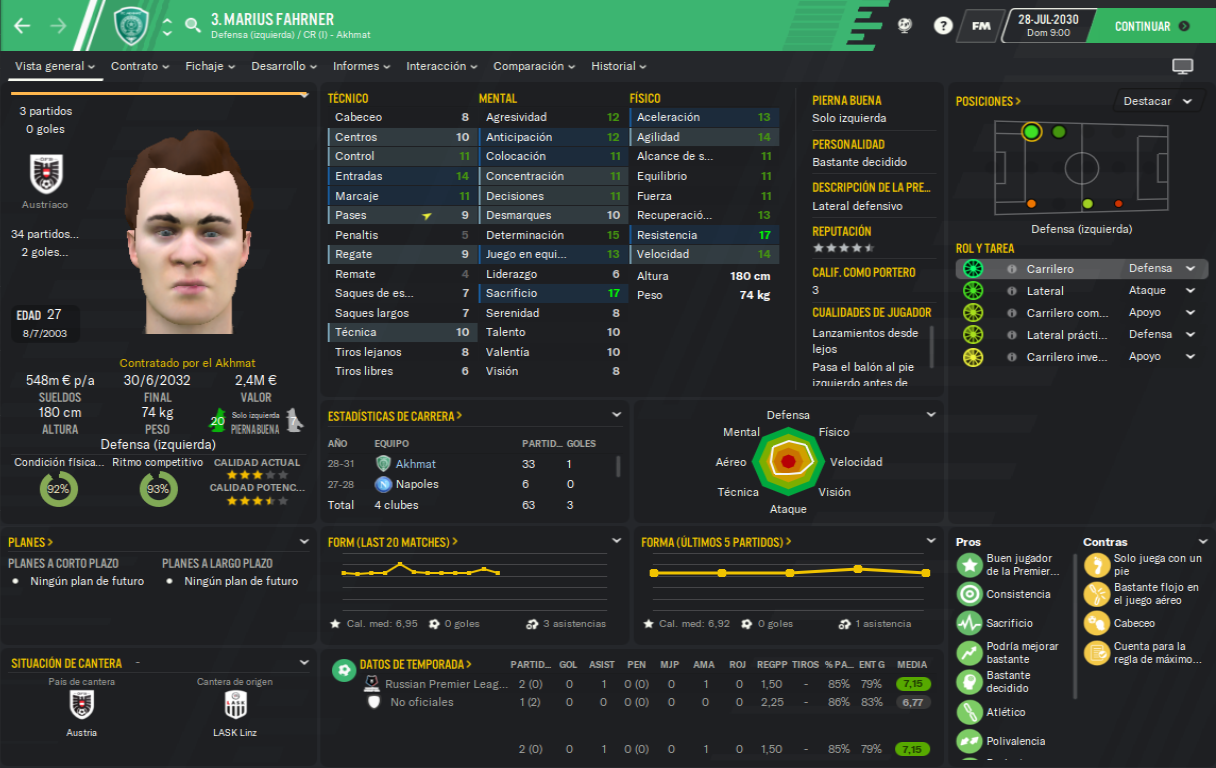 3. MARIUS FAHRNER
Defensa (izquierda) / CR (I) - Akhmat
?
FM
28-JUL-2030
Dom 9:00
CONTINUAR
Vista general
Contrato
Fichaje
Desarrollo
Informes
Interacción
Comparación
Historial
3 partidos
0 goles
Austríaco
34 partidos...
2 goles...
EDAD 27
8/7/2003
Contratado por el Akhmat
548m € p/a
SUELDOS
30/6/2032
FINAL
2,4M €
VALOR
180 cm
ALTURA
74 kg
PESO
20
Solo izquierda
PIERNA BUENA
7
Defensa (izquierda)
Condición física...
92%
Ritmo competitivo
93%
CALIDAD ACTUAL
CALIDAD POTENC...
TÉCNICO
Cabeceo 8
Centros 10
Control 11
Entradas 14
Marcaje 11
Pases 9
Penaltis 5
Regate 9
Remate 4
Saques de es... 7
Saques largos 7
Técnica 10
Tiros lejanos 8
Tiros libres 6
MENTAL
Agresividad 12
Anticipación 12
Colocación 11
Concentración 11
Decisiones 11
Desmarques 10
Determinación 15
Juego en equi... 13
Liderazgo 6
Sacrificio 17
Serenidad 8
Talento 10
Valentía 10
Visión 8
FÍSICO
Aceleración 13
Agilidad 14
Alcance de s... 11
Equilibrio 11
Fuerza 11
Recuperació... 13
Resistencia 17
Velocidad 14
Altura 180 cm
Peso 74 kg
PIERNA BUENA
Solo izquierda
PERSONALIDAD
Bastante decidido
DESCRIPCIÓN DE LA PRE...
Lateral defensivo
REPUTACIÓN
CALIF. COMO PORTERO
3
CUALIDADES DE JUGADOR
Lanzamientos desde
lejos
Pasa el balón al pie
izquierdo antes de
POSICIONES >
Destacar
Defensa (izquierda)
ROL Y TAREA
Carrilero Defensa
Lateral Ataque
Carrilero com... Apoyo
Lateral prácti... Defensa
Carrilero inve... Apoyo
ESTADÍSTICAS DE CARRERA >
AÑO EQUIPO PARTID... GOLES
28-31 Akhmat 33 1
27-28 Napoles 6 0
Total 4 clubes 63 3
Defensa
Mental Físico
Aéreo Velocidad
Técnica Visión
Ataque
PLANES >
PLANES A CORTO PLAZO
Ningún plan de futuro
PLANES A LARGO PLAZO
Ningún plan de futuro
FORM (LAST 20 MATCHES) >
Cal. med: 6,95 0 goles 3 asistencias
FORMA (ÚLTIMOS 5 PARTIDOS) >
Cal. med: 6,92 0 goles 1 asistencia
Pros
Buen jugador
de la Premier...
Consistencia
Sacrificio
Podría mejorar
bastante
Bastante
decidido
Atlético
Polivalencia
Contras
Solo juega con un
pie
Bastante flojo en
el juego aéreo
Cabeceo
Cuenta para la
regla de máximo...
SITUACIÓN DE CANTERA -
País de cantera
Austria
Cantera de origen
LASK Linz
DATOS DE TEMPORADA > PARTID... GOL ASIST PEN MJP AMA ROJ REGPP TIROS % PA... ENT G MEDIA
Russian Premier Leag... 2 (0) 0 1 0 (0) 0 1 0 1,50 - 85% 79% 7,15
No oficiales 1 (2) 0 0 0 (0) 0 0 0 2,25 - 86% 83% 6,77
2 (0) 0 1 0 (0) 0 1 0 1,50 - 85% 79% 7,15